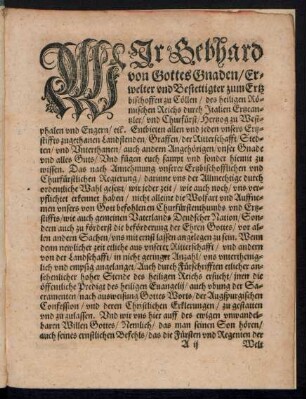 WIr Gebhard
von Gottes Gnaden / Er-
welter vnd Bestettigter zum Ertz
bischoffen zu Cöllen / des heiligen Rö-
mischen Reichs durch Italien Ertzcan-
tzler / vnd Churfürst / Hertzog zu West-
phalen vnd Engern / etc. Entbieten allen vnd jeden vnsers Ertz-
stiffts zugethanen Landstenden / Graffen / der Ritterschafft / Sted-
ten / vnd Vnterthanen / auch andern Angehörigen vnser Gnade
vnd alles Guts / Vnd fügen euch sampt vnd sonder hiemit zu
wissen. Das nach Annehmung vnserer Ertzbischofflichen vnd
Churfürstlichen Regierung / darinne vns der Allmechtige durch
ordentliche Wahl gesetzt / wir jeder zeit / wie auch noch / vns ver-
pflichtet erkennet haben / nicht alleine die Wolfart vnd Auffne-
men vnsers von Gott befohlenen Churfürstenthumbs vnd Ertz-
stiffts / wie auch gemeinen Vaterlands Deudscher Nation / Son-
dern auch zu förderst die beförderung der Ehren Gottes / vor al-
len andern Sachen / vns mit ernst lassen angelegen zu sein. Wenn
denn newlicher zeit etliche aus vnserer Ritterschafft / vnd andern
von der Landschafft / in nicht geringer Anzahl / vns vntertheinig-
lich vnd empsig angelanget / Auch durch Fürschrifften etlicher an-
sehenlicher hoher Stende des heiligen Reichs ersucht / jnen die
öffentliche Predigt des heiligen Euangelij / auch vbung der Sa-
cramenten / nach ausweisung Gottes Worts / der Augspurgischen
Confession / vnd deren Christlichen Erklerungen / zu gestatten
vnd zu zulassen. Vnd wir vns hier auff des ewigen vnwandel-
baren Willen Gottes / Nemlich / das man seinen Son hören /
auch seines ernstlichen Befehls / das die Fürsten vnd Regenten der
A ij Welt